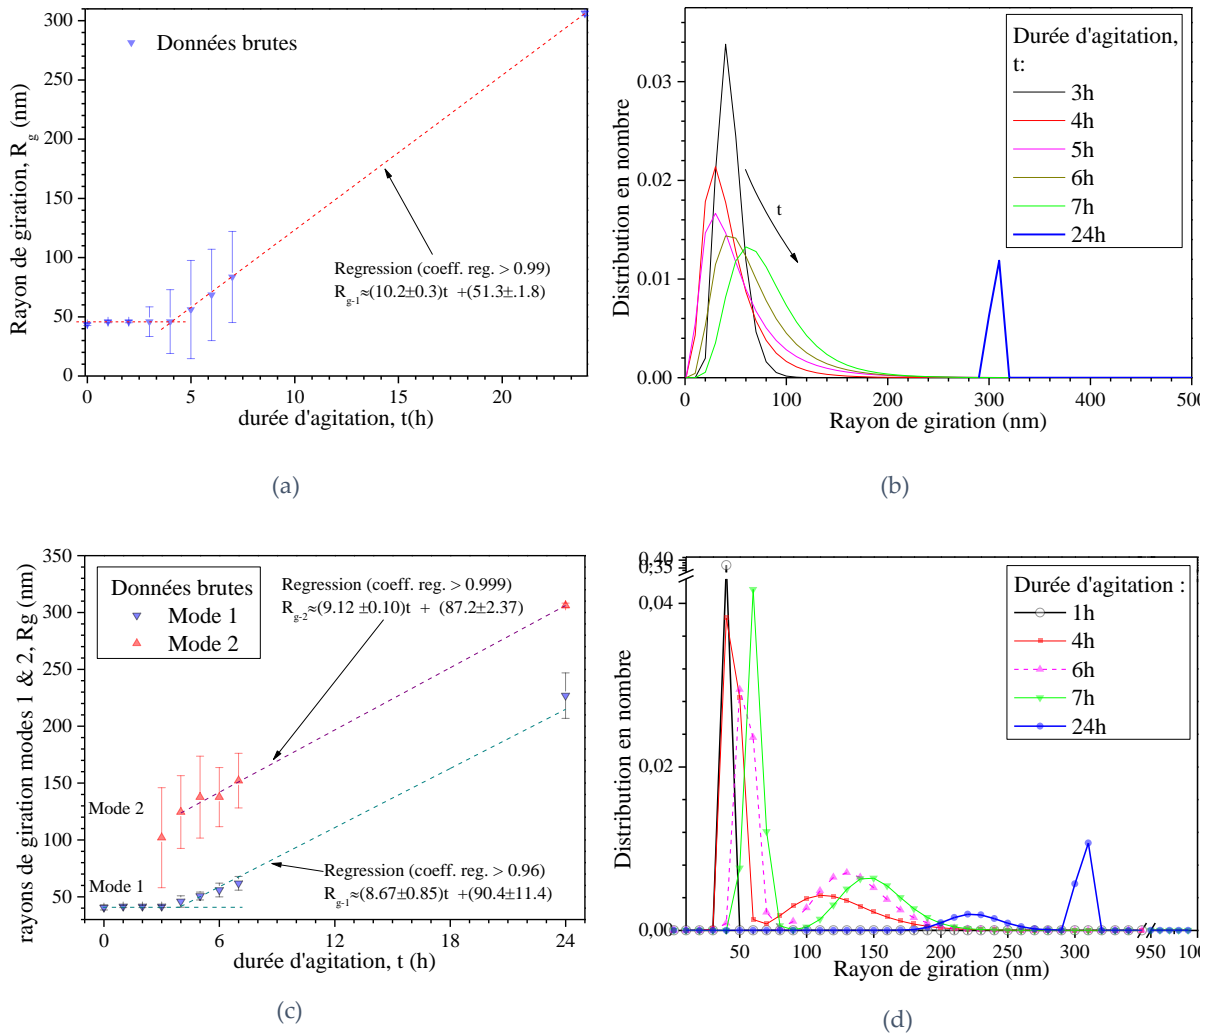 300
250
200
150
100
50
0
Rayon de giration, R_g (nm)
Données brutes
Regression (coeff. reg. > 0.99)
R_g-1≈(10.2±0.3)t +(51.3±.1.8)
0 5 10 15 20
durée d'agitation, t(h)
(a)
0.03
0.02
0.01
0.00
Distribution en nombre
t
Durée d'agitation,
t:
3h
4h
5h
6h
7h
24h
0 100 200 300 400 500
Rayon de giration (nm)
(b)
350
300
250
200
150
100
50
rayons de giration modes 1 & 2, Rg (nm)
Données brutes
Mode 1
Mode 2
Regression (coeff. reg. > 0.999)
R_g-2≈(9.12 ±0.10)t + (87.2±2.37)
Mode 2
Mode 1
Regression (coeff. reg. > 0.96)
R_g-1≈(8.67±0.85)t +(90.4±11.4)
0 6 12 18 24
durée d'agitation, t (h)
(c)
0.40
0.35
0.04
0.02
0.00
Distribution en nombre
Durée d'agitation :
1h
4h
6h
7h
24h
50 100 150 200 250 300 950 100
Rayon de giration (nm)
(d)